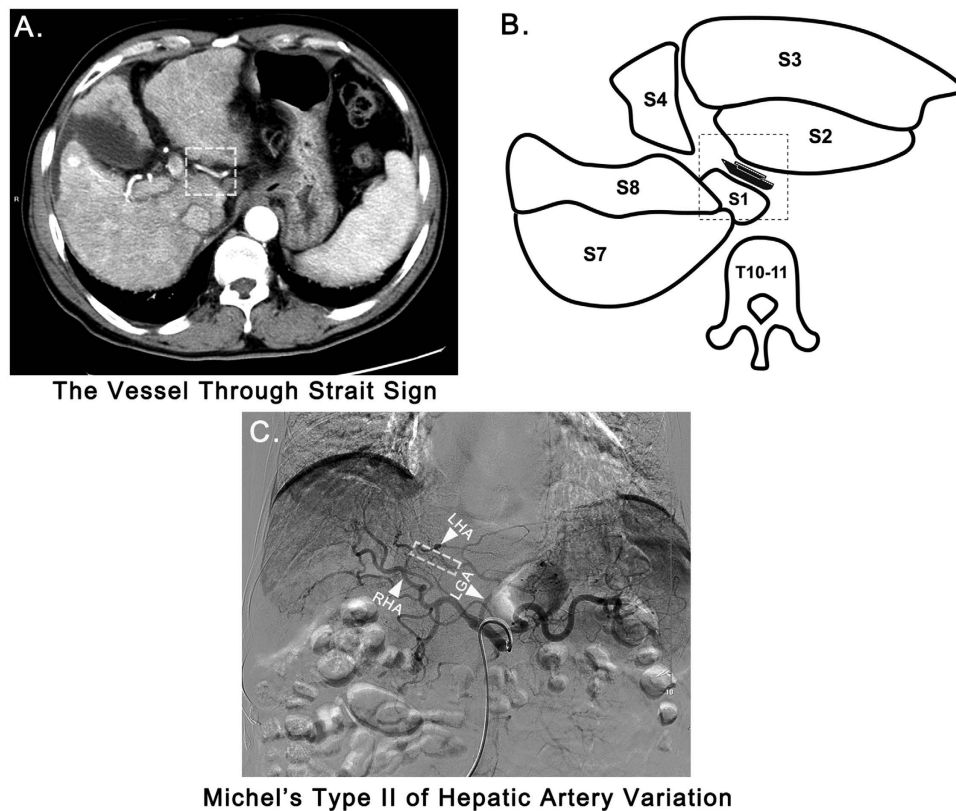 A.
R
The Vessel Through Strait Sign
B.
S3
S4
S2
S8
S1
S7
T10-11
C.
LHA
LGA
RHA
10
Michel's Type II of Hepatic Artery Variation